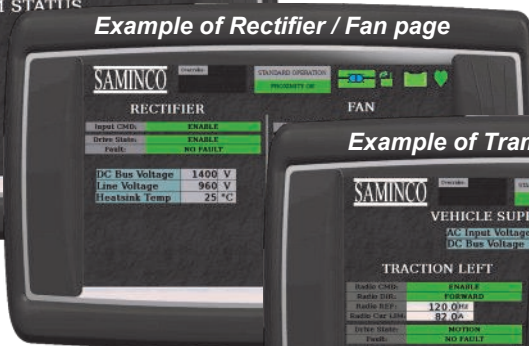 STATUS
Example of Rectifier / Fan page
SAMINCO
Override:
STANDARD OPERATION
PROXIMITY OK
RECTIFIER
FAN
Input CMD: ENABLE
Drive State: ENABLE
Fault: NO FAULT
DC Bus Voltage 1400 V
Line Voltage 960 V
Heatsink Temp 25 °C
Example of Tran
SAMINCO
Override:
STA
VEHICLE SUP
AC Input Voltage
DC Bus Voltage
TRACTION LEFT
Radio CMD: ENABLE
Radio DIR: FORWARD
Radio REF: 120.0Hz
Radio Cur LIM: 82.0A
Drive State: MOTION
Fault: NO FAULT